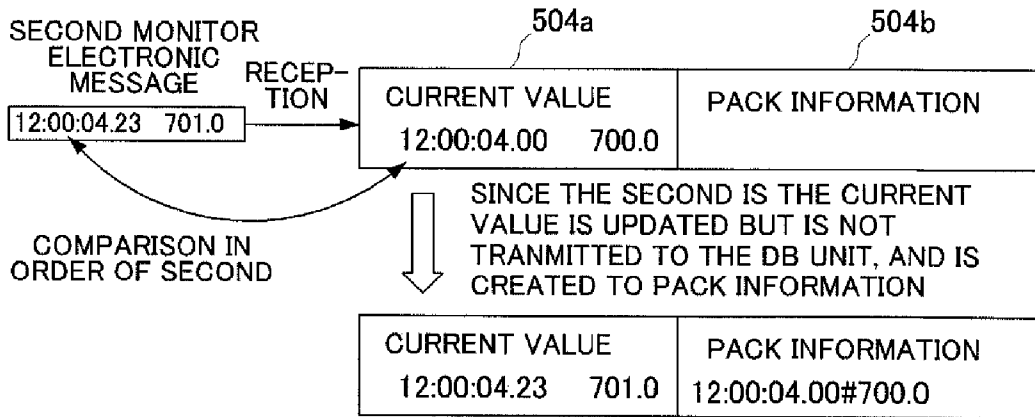 504a
504b
SECOND MONITOR
ELECTRONIC
MESSAGE
12:00:04.23 701.0
RECEP-
TION
CURRENT VALUE
12:00:04.00 700.0
PACK INFORMATION
COMPARISON IN
ORDER OF SECOND
SINCE THE SECOND IS THE CURRENT
VALUE IS UPDATED BUT IS NOT
TRANMITTED TO THE DB UNIT, AND IS
CREATED TO PACK INFORMATION
CURRENT VALUE
12:00:04.23 701.0
PACK INFORMATION
12:00:04.00#700.0